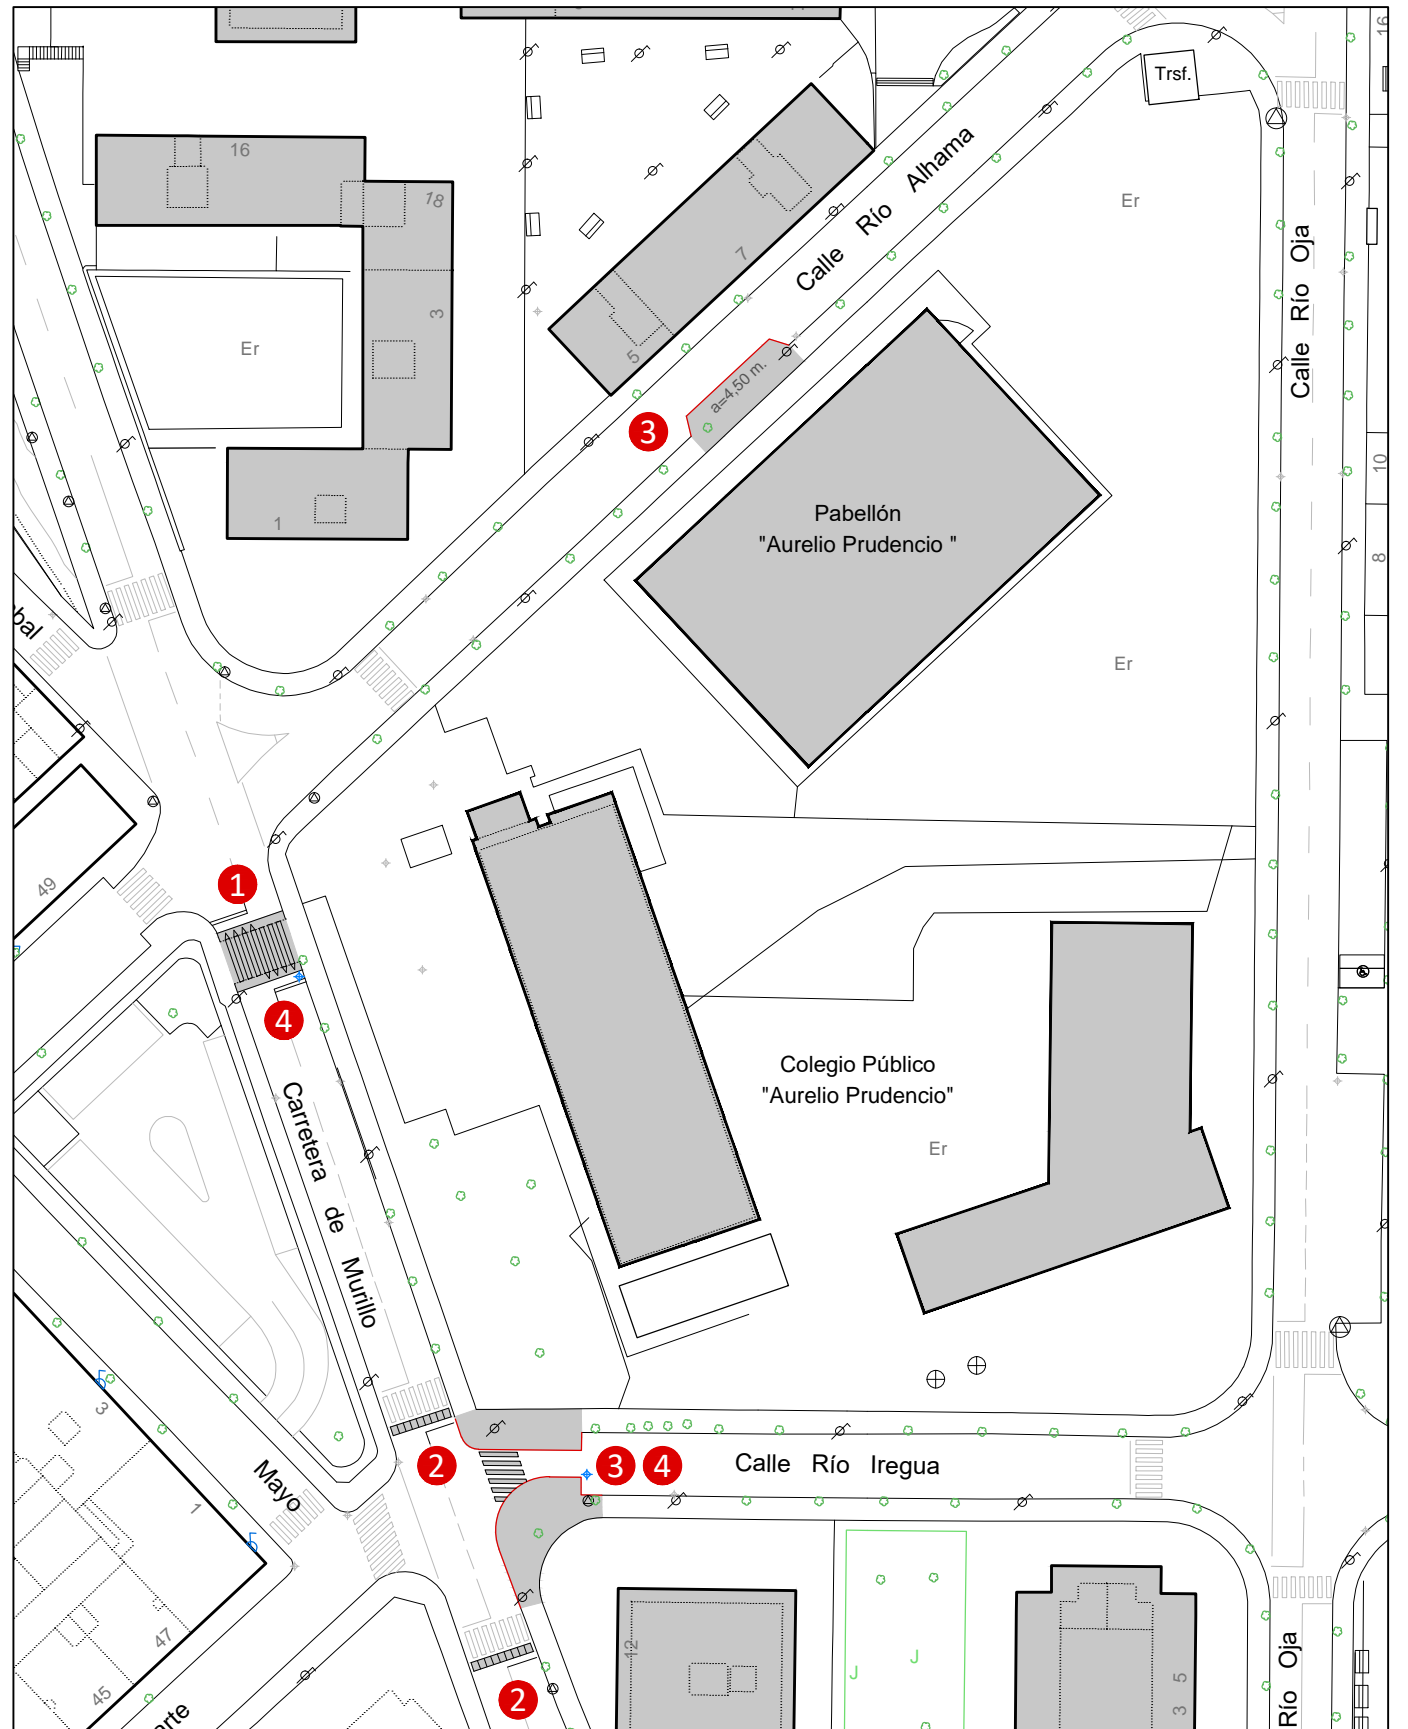 16
Trsf.
16
18
Calle Río Alhama
Er
7
3
Er
5
Calle Río Oja
a=4,50 m.
3
1
Pabellón
"Aurelio Prudencio "
10
8
Er
49
1
4
Colegio Público
"Aurelio Prudencio"
Er
Carretera de Murillo
3
2
3 4
Calle Río Iregua
Mayo
1
47
45
12
J
J
5
3
Río Oja
2